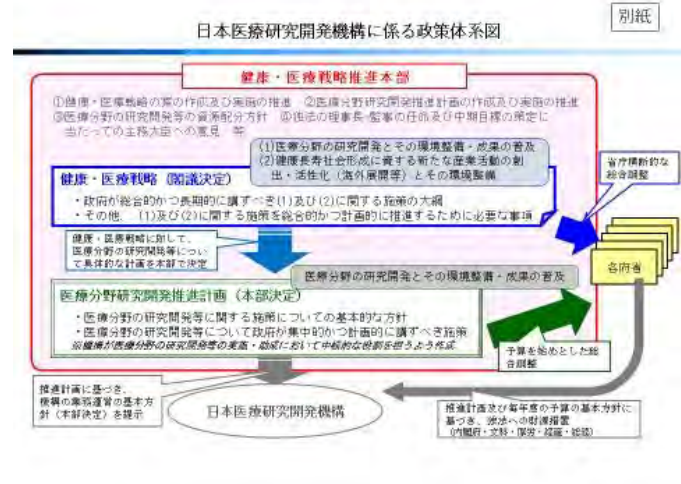 別紙
日本医療研究開発機構に係る政策体系図
健康・医療戦略推進本部
①健康・医療戦略の案の作成及び実施の推進 ②医療分野研究開発推進計画の作成及び実施の推進
③医療分野の研究開発等の資源配分方針 ④独法の理事長・監事の任命及び中期目標の策定に
当たっての主務大臣への意見 等
(1)医療分野の研究開発とその環境整備・成果の普及
(2)健康長寿社会形成に資する新たな産業活動の創
出・活性化（海外展開等）とその環境整備
健康・医療戦略（閣議決定）
・政府が総合的かつ長期的に講ずべき(1)及び(2)に関する施策の大綱
・その他、(1)及び(2)に関する施策を総合的かつ計画的に推進するために必要な事項
省庁横断的な
総合調整
各府省
健康・医療戦略に即して、
医療分野の研究開発等につい
て具体的な計画を本部で決定
医療分野の研究開発とその環境整備・成果の普及
医療分野研究開発推進計画（本部決定）
・医療分野の研究開発等に関する施策についての基本的な方針
・医療分野の研究開発等について政府が集中的かつ計画的に講ずべき施策
※機構が医療分野の研究開発等の実施・助成において中核的な役割を担うよう作成
予算を始めとした総
合調整
推進計画に基づき、
機構の業務運営の基本方
針（本部決定）を提示
日本医療研究開発機構
推進計画及び毎年度の予算の基本方針に
基づき、独法への財源措置
（内閣府・文科・厚労・経産・総務）